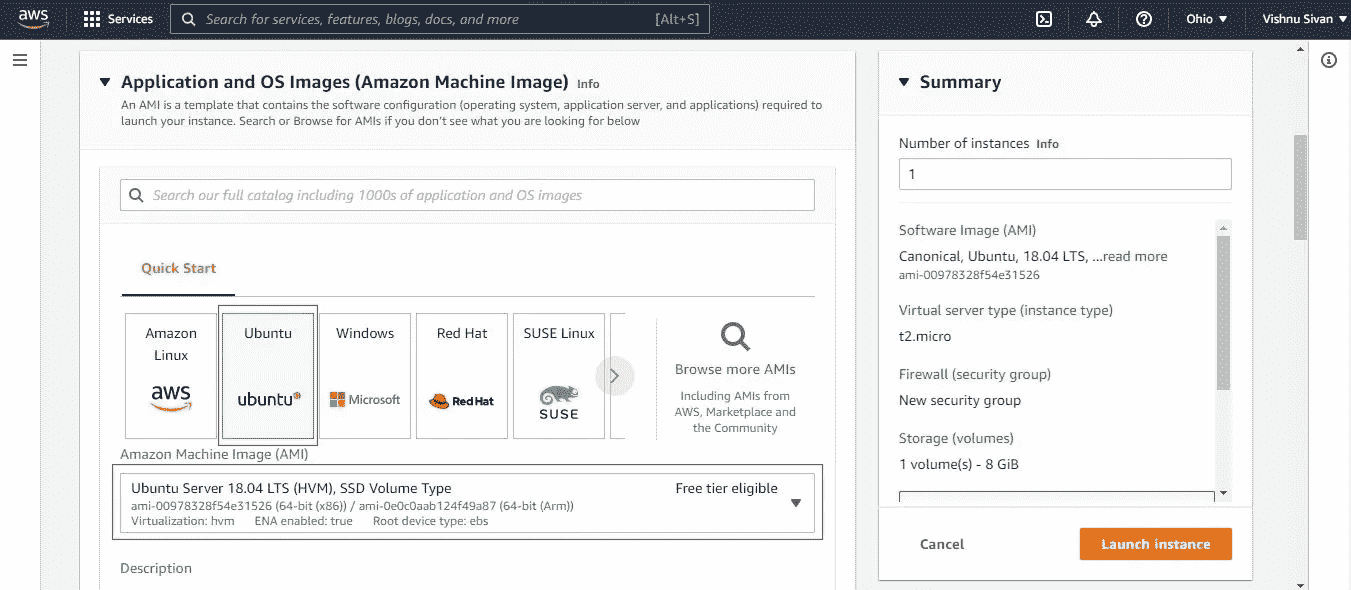 aws
Services
Search for services, features, blogs, docs, and more
[Alt+S]
Ohio
Vishnu Sivan
Application and OS Images (Amazon Machine Image) Info
An AMI is a template that contains the software configuration (operating system, application server, and applications) required to
launch your instance. Search or Browse for AMIs if you don't see what you are looking for below
Search our full catalog including 1000s of application and OS images
Quick Start
Amazon
Linux
aws
Ubuntu
ubuntu
Windows
Microsoft
Red Hat
Red Hat
SUSE Linux
SUSE
Browse more AMIs
Including AMIs from
AWS, Marketplace and
the Community
Amazon Machine Image (AMI)
Ubuntu Server 18.04 LTS (HVM), SSD Volume Type
Free tier eligible
ami-00978328f54e31526 (64-bit (x86)) / ami-0e0c0aab124f49a87 (64-bit (Arm))
Virtualization: hvm ENA enabled: true Root device type: ebs
Description
Summary
Number of instances Info
1
Software Image (AMI)
Canonical, Ubuntu, 18.04 LTS, ...read more
ami-00978328f54e31526
Virtual server type (instance type)
t2.micro
Firewall (security group)
New security group
Storage (volumes)
1 volume(s) - 8 GiB
Cancel
Launch instance